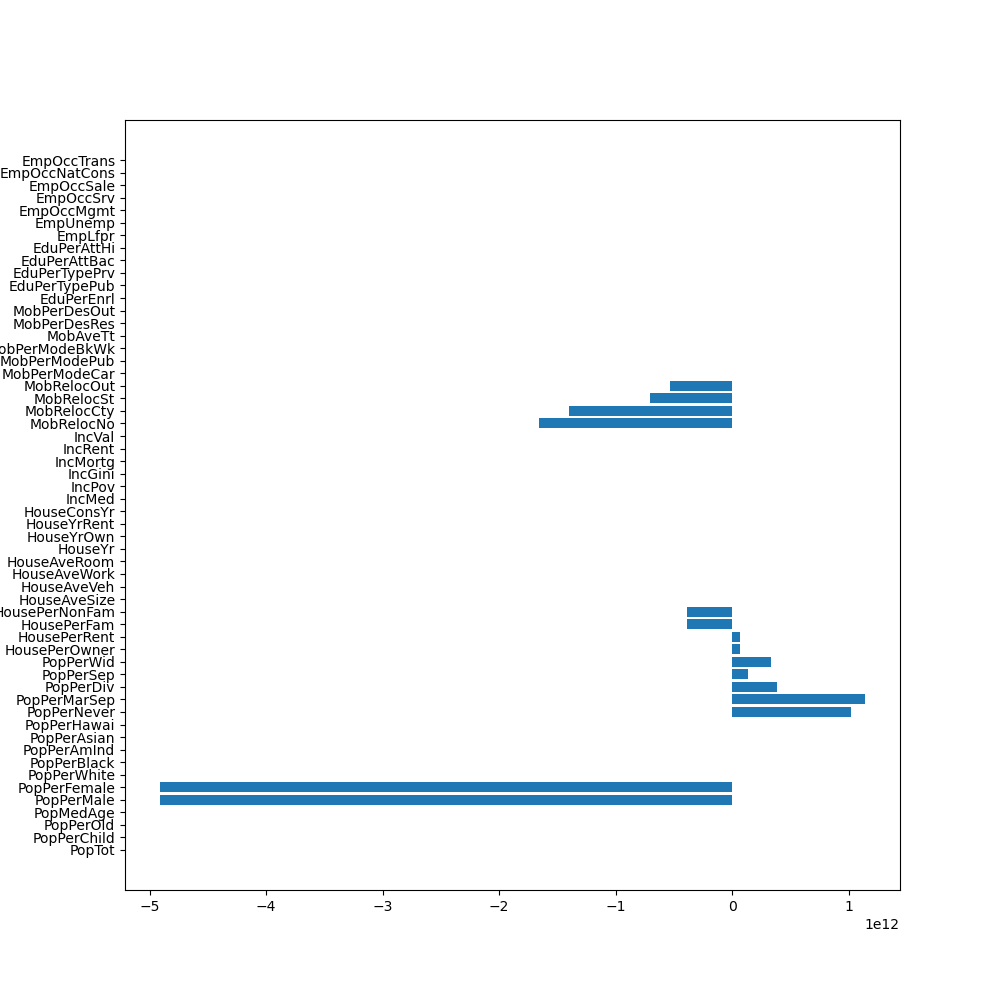 EmpOccTrans
EmpOccNatCons
EmpOccSale
EmpOccSrv
EmpOccMgmt
EmpUnemp
EmpLfpr
EduPerAttHi
EduPerAttBac
EduPerTypePrv
EduPerTypePub
EduPerEnrl
MobPerDesOut
MobPerDesRes
MobAveTt
obPerModeBkWk
MobPerModePub
MobPerModeCar
MobRelocOut
MobRelocSt
MobRelocCty
MobRelocNo
IncVal
IncRent
IncMortg
IncGini
IncPov
IncMed
HouseConsYr
HouseYrRent
HouseYrOwn
HouseYr
HouseAveRoom
HouseAveWork
HouseAveVeh
HouseAveSize
HousePerNonFam
HousePerFam
HousePerRent
HousePerOwner
PopPerWid
PopPerSep
PopPerDiv
PopPerMarSep
PopPerNever
PopPerHawai
PopPerAsian
PopPerAmInd
PopPerBlack
PopPerWhite
PopPerFemale
PopPerMale
PopMedAge
PopPerOld
PopPerChild
PopTot
−5 −4 −3 −2 −1 0 1
1e12